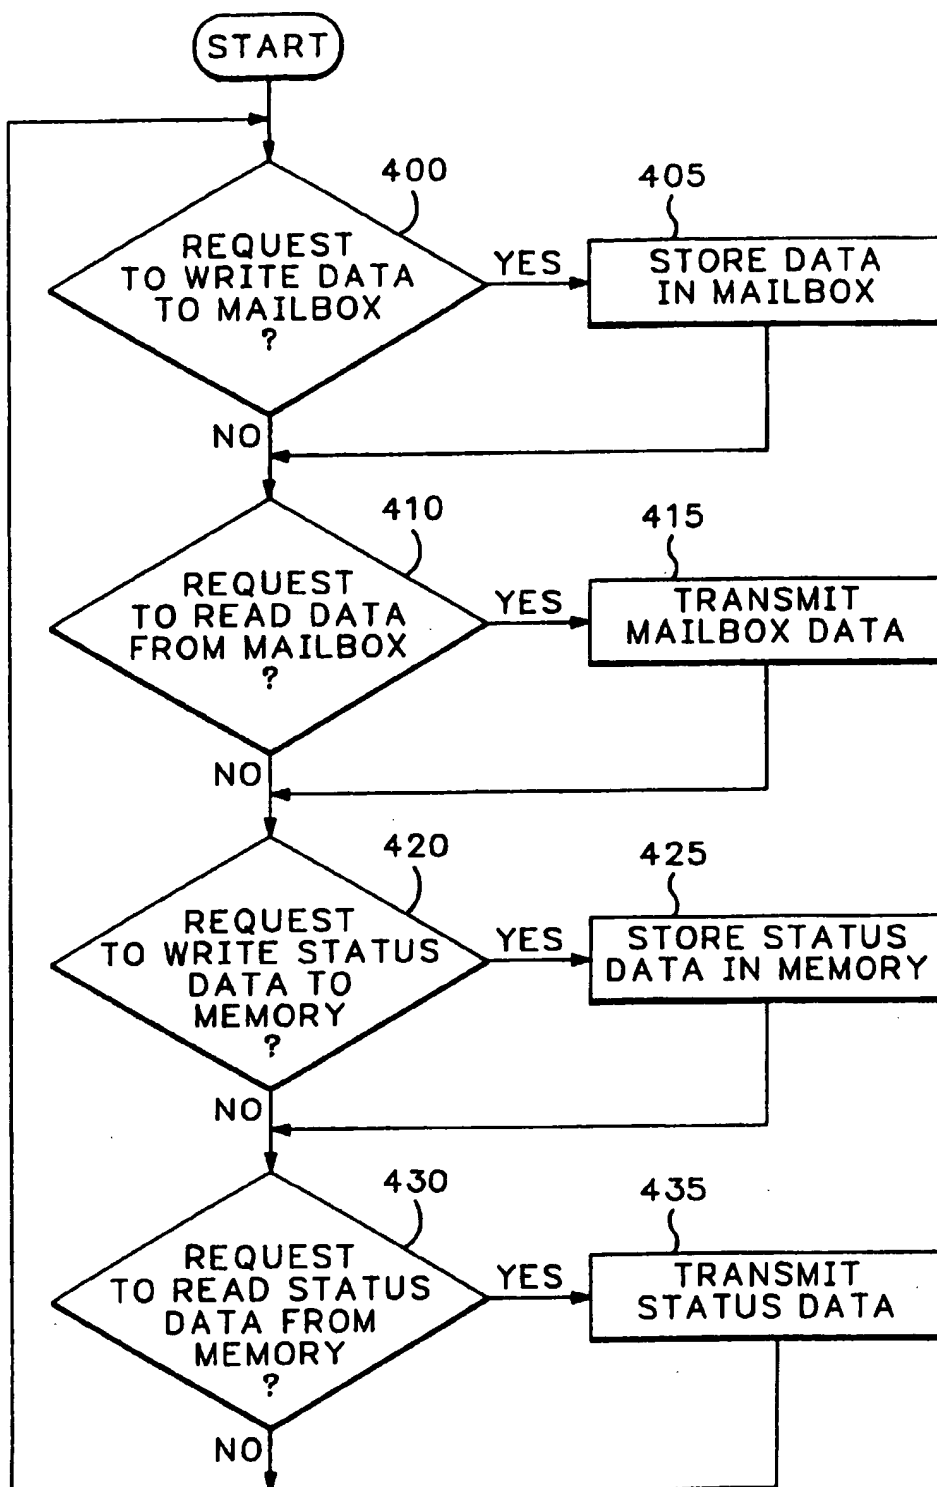 START
400
REQUEST
TO WRITE DATA
TO MAILBOX
?
YES
405
STORE DATA
IN MAILBOX
NO
410
REQUEST
TO READ DATA
FROM MAILBOX
?
YES
415
TRANSMIT
MAILBOX DATA
NO
420
REQUEST
TO WRITE STATUS
DATA TO
MEMORY
?
YES
425
STORE STATUS
DATA IN MEMORY
NO
430
REQUEST
TO READ STATUS
DATA FROM
MEMORY
?
YES
435
TRANSMIT
STATUS DATA
NO